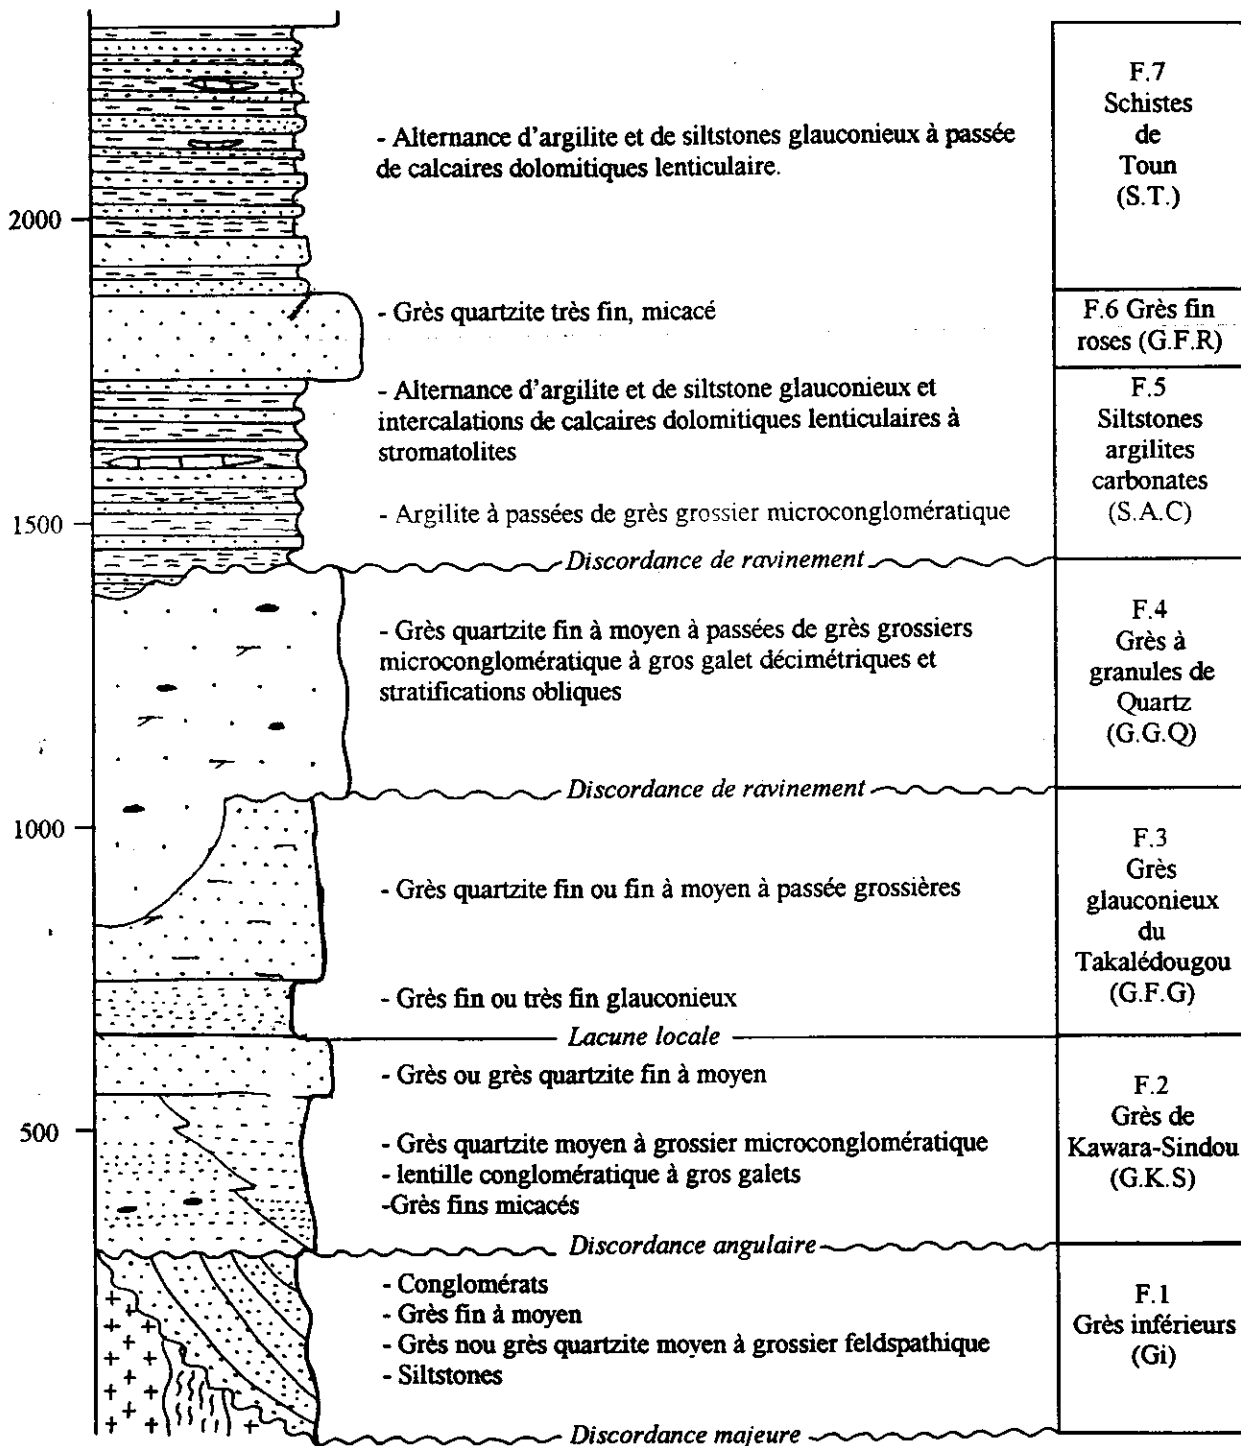 F.7
Schistes
de
Toun
(S.T.)
- Alternance d'argilite et de siltstones glauconieux à passée
de calcaires dolomitiques lenticulaire.
2000
- Grès quartzite très fin, micacé
F.6 Grès fin
roses (G.F.R)
- Alternance d'argilite et de siltstone glauconieux et
intercalations de calcaires dolomitiques lenticulaires à
stromatolites
F.5
Siltstones
argilites
carbonates
(S.A.C)
1500
- Argilite à passées de grès grossier microconglomératique
Discordance de ravinement
- Grès quartzite fin à moyen à passées de grès grossiers
microconglomératique à gros galet décimétriques et
stratifications obliques
F.4
Grès à
granules de
Quartz
(G.G.Q)
Discordance de ravinement
1000
- Grès quartzite fin ou fin à moyen à passée grossières
F.3
Grès
glauconieux
du
Takalédougou
(G.F.G)
- Grès fin ou très fin glauconieux
Lacune locale
- Grès ou grès quartzite fin à moyen
500
- Grès quartzite moyen à grossier microconglomératique
- lentille conglomératique à gros galets
-Grès fins micacés
F.2
Grès de
Kawara-Sindou
(G.K.S)
Discordance angulaire
- Conglomérats
- Grès fin à moyen
- Grès nou grès quartzite moyen à grossier feldspathique
- Siltstones
F.1
Grès inférieurs
(Gi)
Discordance majeure